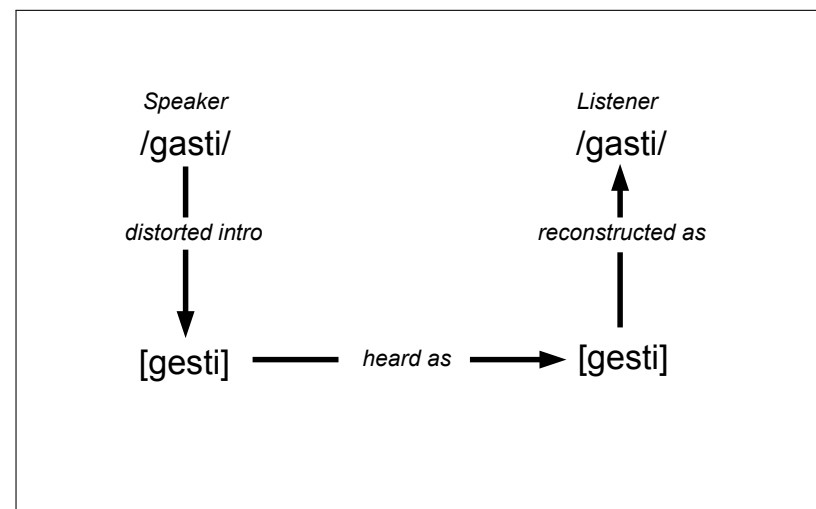 Speaker
Listener
/gasti/
/gasti/
distorted intro
reconstructed as
[gesti]
heard as
[gesti]